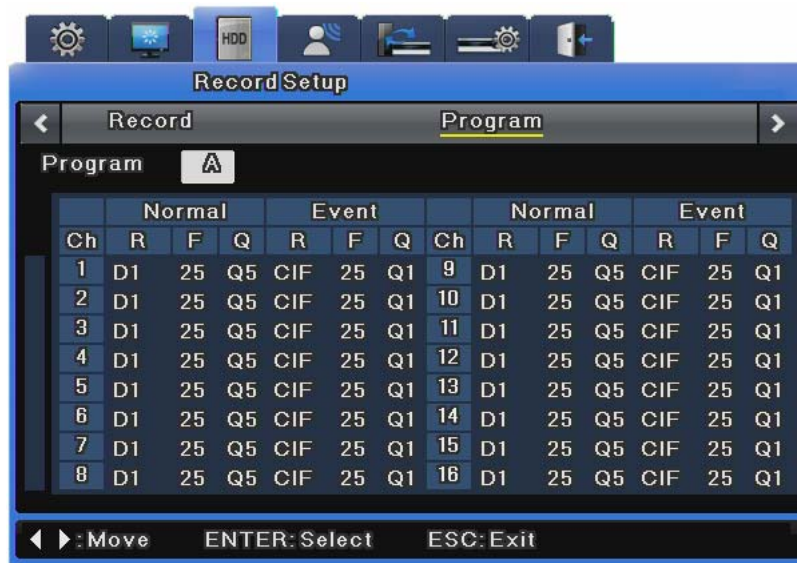 HDD
Record Setup
Record Program
Program A
Normal Event Normal Event
Ch R F Q R F Q Ch R F Q R F Q
1 D1 25 Q5 CIF 25 Q1 9 D1 25 Q5 CIF 25 Q1
2 D1 25 Q5 CIF 25 Q1 10 D1 25 Q5 CIF 25 Q1
3 D1 25 Q5 CIF 25 Q1 11 D1 25 Q5 CIF 25 Q1
4 D1 25 Q5 CIF 25 Q1 12 D1 25 Q5 CIF 25 Q1
5 D1 25 Q5 CIF 25 Q1 13 D1 25 Q5 CIF 25 Q1
6 D1 25 Q5 CIF 25 Q1 14 D1 25 Q5 CIF 25 Q1
7 D1 25 Q5 CIF 25 Q1 15 D1 25 Q5 CIF 25 Q1
8 D1 25 Q5 CIF 25 Q1 16 D1 25 Q5 CIF 25 Q1
:Move ENTER:Select ESC:Exit